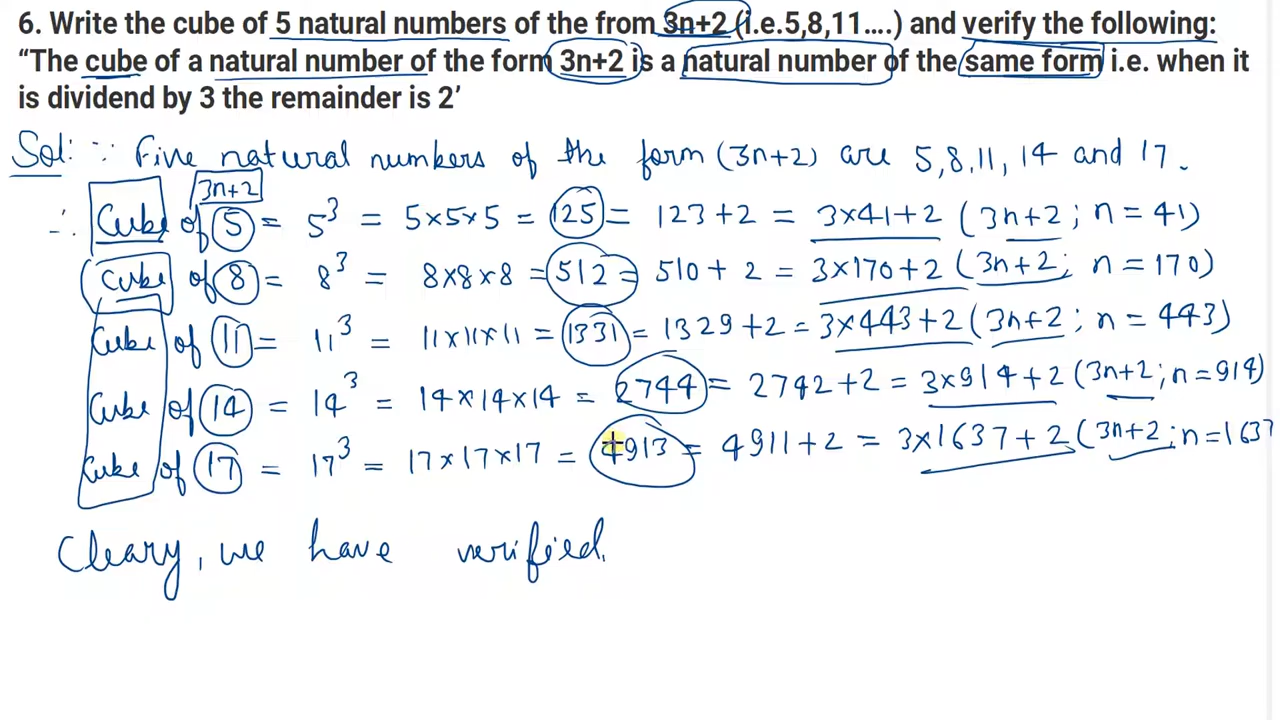 6. Write the cube of 5 natural numbers of the from 3n+2 (i.e.5,8,11....) and verify the following:
“The cube of a natural number of the form 3n+2 is a natural number of the same form i.e. when it
is dividend by 3 the remainder is 2’
Sol: ∵ Five natural numbers of the form (3n+2) are 5,8,11, 14 and 17.
3n+2
∴ Cube of 5 = 5³ = 5×5×5 = 125 = 123+2 = 3×41+2 (3n+2; n=41)
(Cube of 8 = 8³ = 8×8×8 = 512 = 510+2 = 3×170+2 (3n+2; n=170)
Cube of 11 = 11³ = 11×11×11 = 1331 = 1329+2 = 3×443+2 (3n+2; n=443)
Cube of 14 = 14³ = 14×14×14 = 2744 = 2742+2 = 3×914+2 (3n+2; n=914)
Cube of 17 = 17³ = 17×17×17 = 4913 = 4911+2 = 3×1637+2 (3n+2; n=1637
Cleary, we have verified.